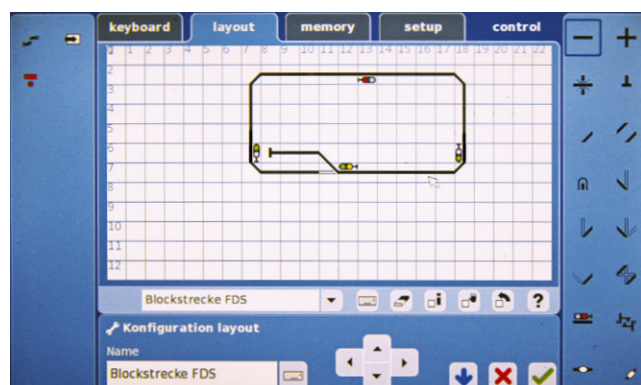 keyboard layout memory setup control
1 1 2 3 4 5 6 7 8 9 10 11 12 13 14 15 16 17 18 19 20 21 22
2
3
4
5
6
7
8
9
10
11
12
Blockstrecke FDS
i ?
Konfiguration layout
Name
Blockstrecke FDS